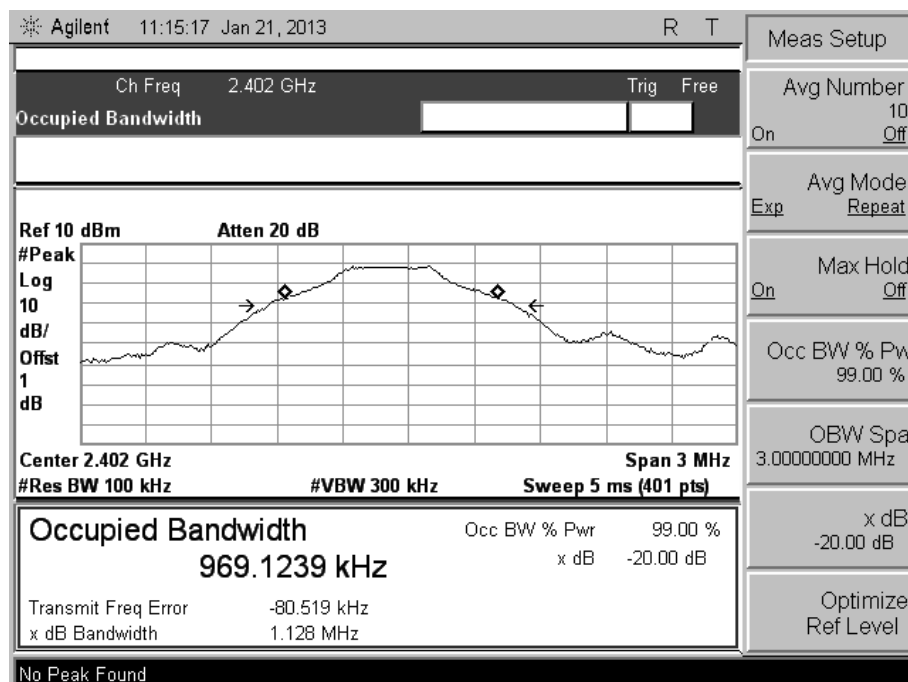 Agilent 11:15:17 Jan 21, 2013 R T
Ch Freq 2.402 GHz Trig Free
Occupied Bandwidth
Ref 10 dBm Atten 20 dB
#Peak
Log
10
dB/
Offst
1
dB
Center 2.402 GHz Span 3 MHz
#Res BW 100 kHz #VBW 300 kHz Sweep 5 ms (401 pts)
Occupied Bandwidth
969.1239 kHz
Occ BW % Pwr 99.00 %
x dB -20.00 dB
Transmit Freq Error -80.519 kHz
x dB Bandwidth 1.128 MHz
No Peak Found
Meas Setup
Avg Number
10
On Off
Avg Mode
Exp Repeat
Max Hold
On Off
Occ BW % Pw
99.00 %
OBW Spa
3.00000000 MHz
x dB
-20.00 dB
Optimize
Ref Level